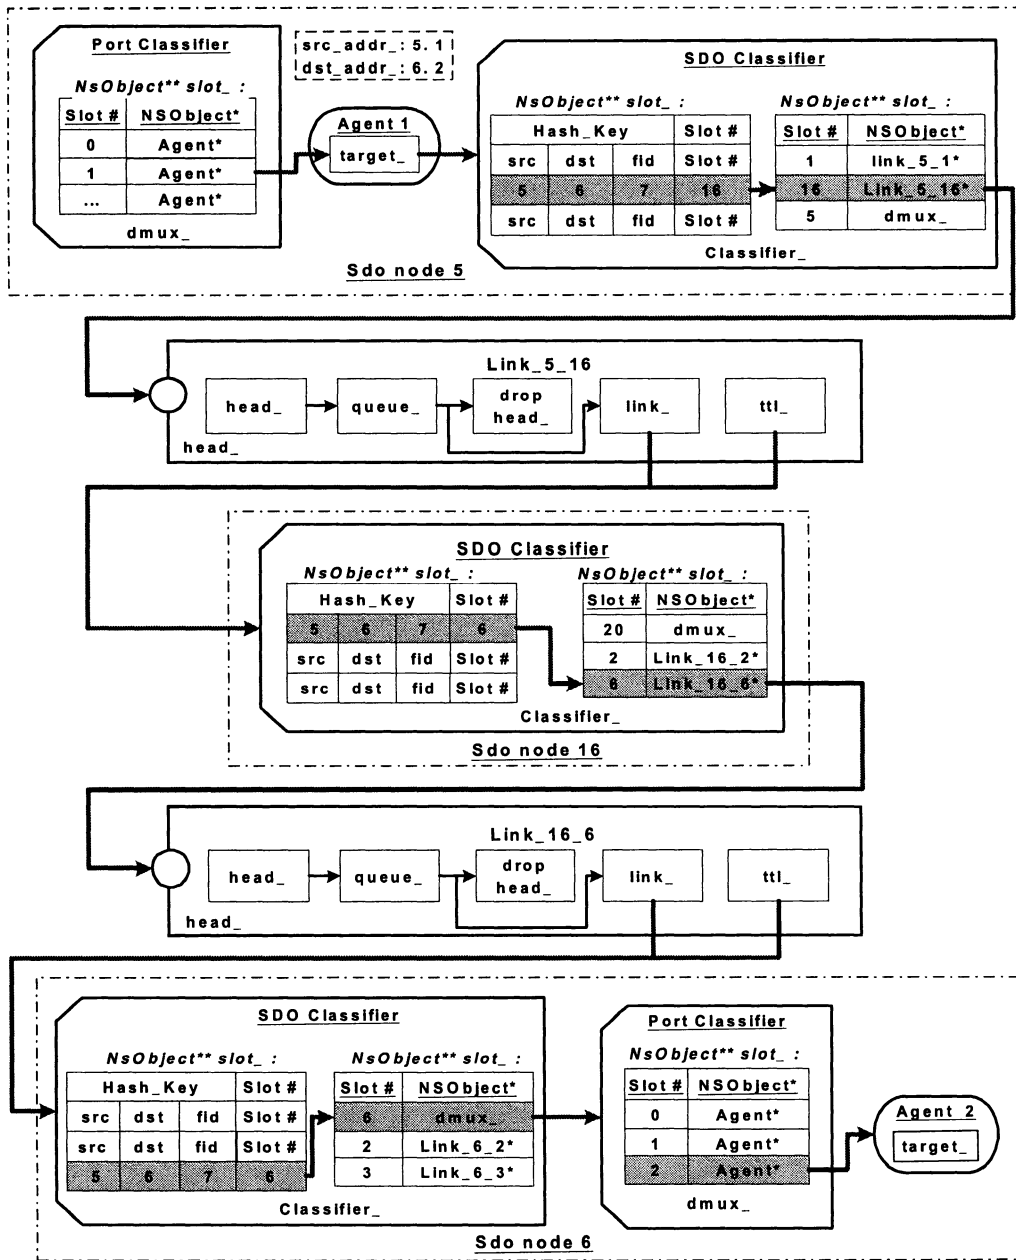 Port Classifier
NsObject** slot_ :
Slot # NSObject*
0 Agent*
1 Agent*
... Agent*
dmux_
src_addr_: 5. 1
dst_addr_: 6. 2
Agent 1
target_
SDO Classifier
NsObject** slot_ :
Hash_Key Slot #
src dst fid Slot #
5 6 7 16
src dst fid Slot #
NsObject** slot_ :
Slot # NSObject*
1 link_5_1*
16 Link_5_16*
5 dmux_
Classifier_
Sdo node 5
Link_5_16
head_
queue_
drop
head_
link_
ttl_
head_
SDO Classifier
NsObject** slot_ :
Hash_Key Slot #
5 6 7 6
src dst fid Slot #
src dst fid Slot #
NsObject** slot_ :
Slot # NSObject*
20 dmux_
2 Link_16_2*
6 Link_16_6*
Classifier_
Sdo node 16
Link_16_6
head_
queue_
drop
head_
link_
ttl_
head_
SDO Classifier
NsObject** slot_ :
Hash_Key Slot #
src dst fid Slot #
src dst fid Slot #
5 6 7 6
NsObject** slot_ :
Slot # NSObject*
6 dmux_
2 Link_6_2*
3 Link_6_3*
Classifier_
Port Classifier
NsObject** slot_ :
Slot # NSObject*
0 Agent*
1 Agent*
2 Agent*
dmux_
Agent 2
target_
Sdo node 6